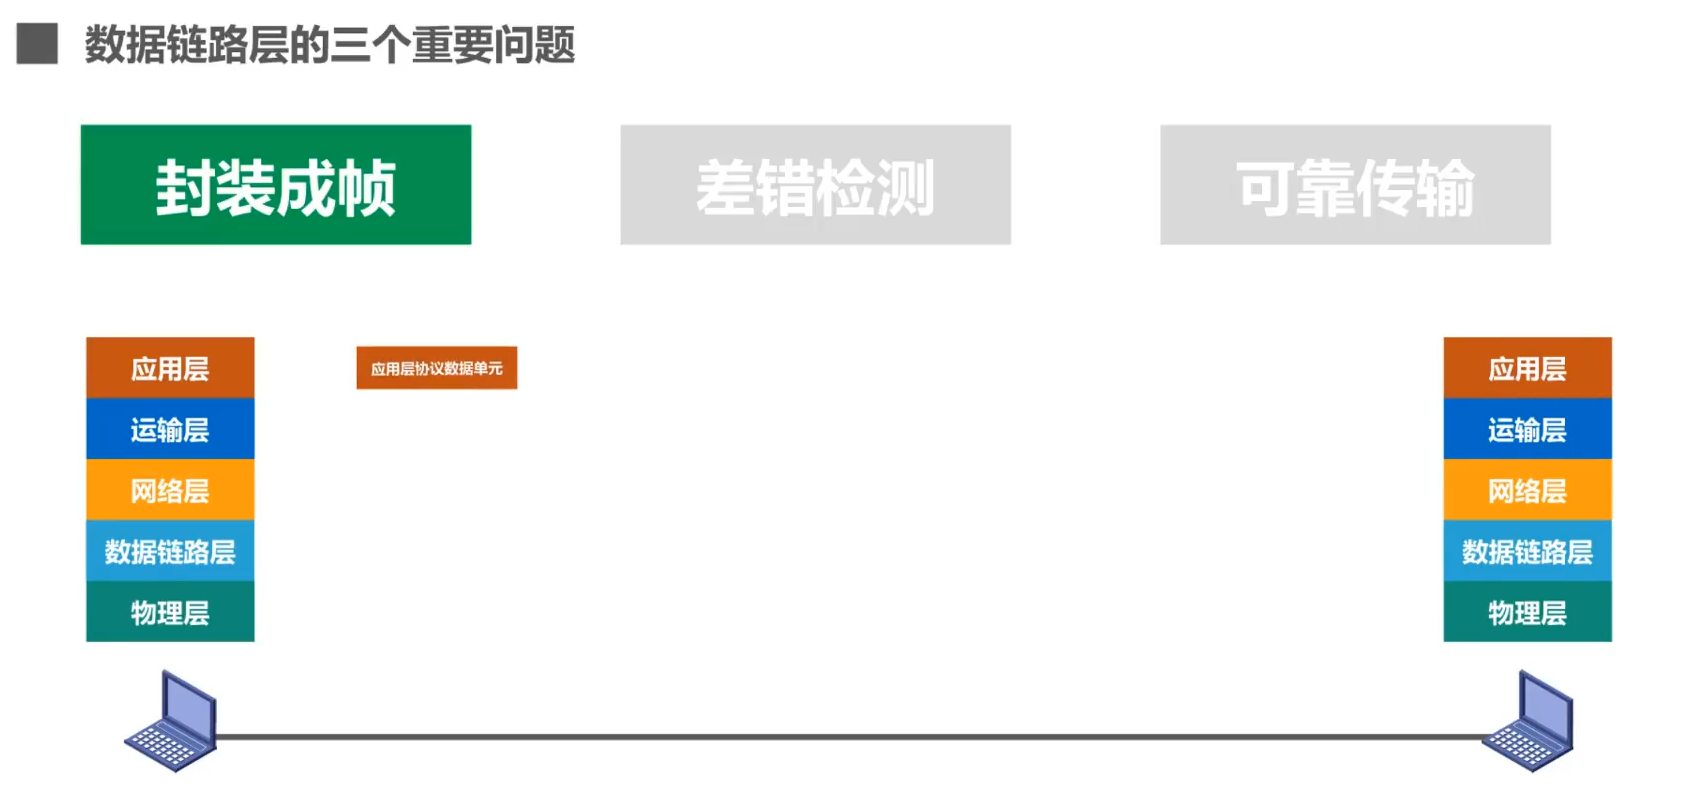 数据链路层的三个重要问题
封装成帧
差错检测
可靠传输
应用层
应用层协议数据单元
运输层
网络层
数据链路层
物理层
应用层
运输层
网络层
数据链路层
物理层